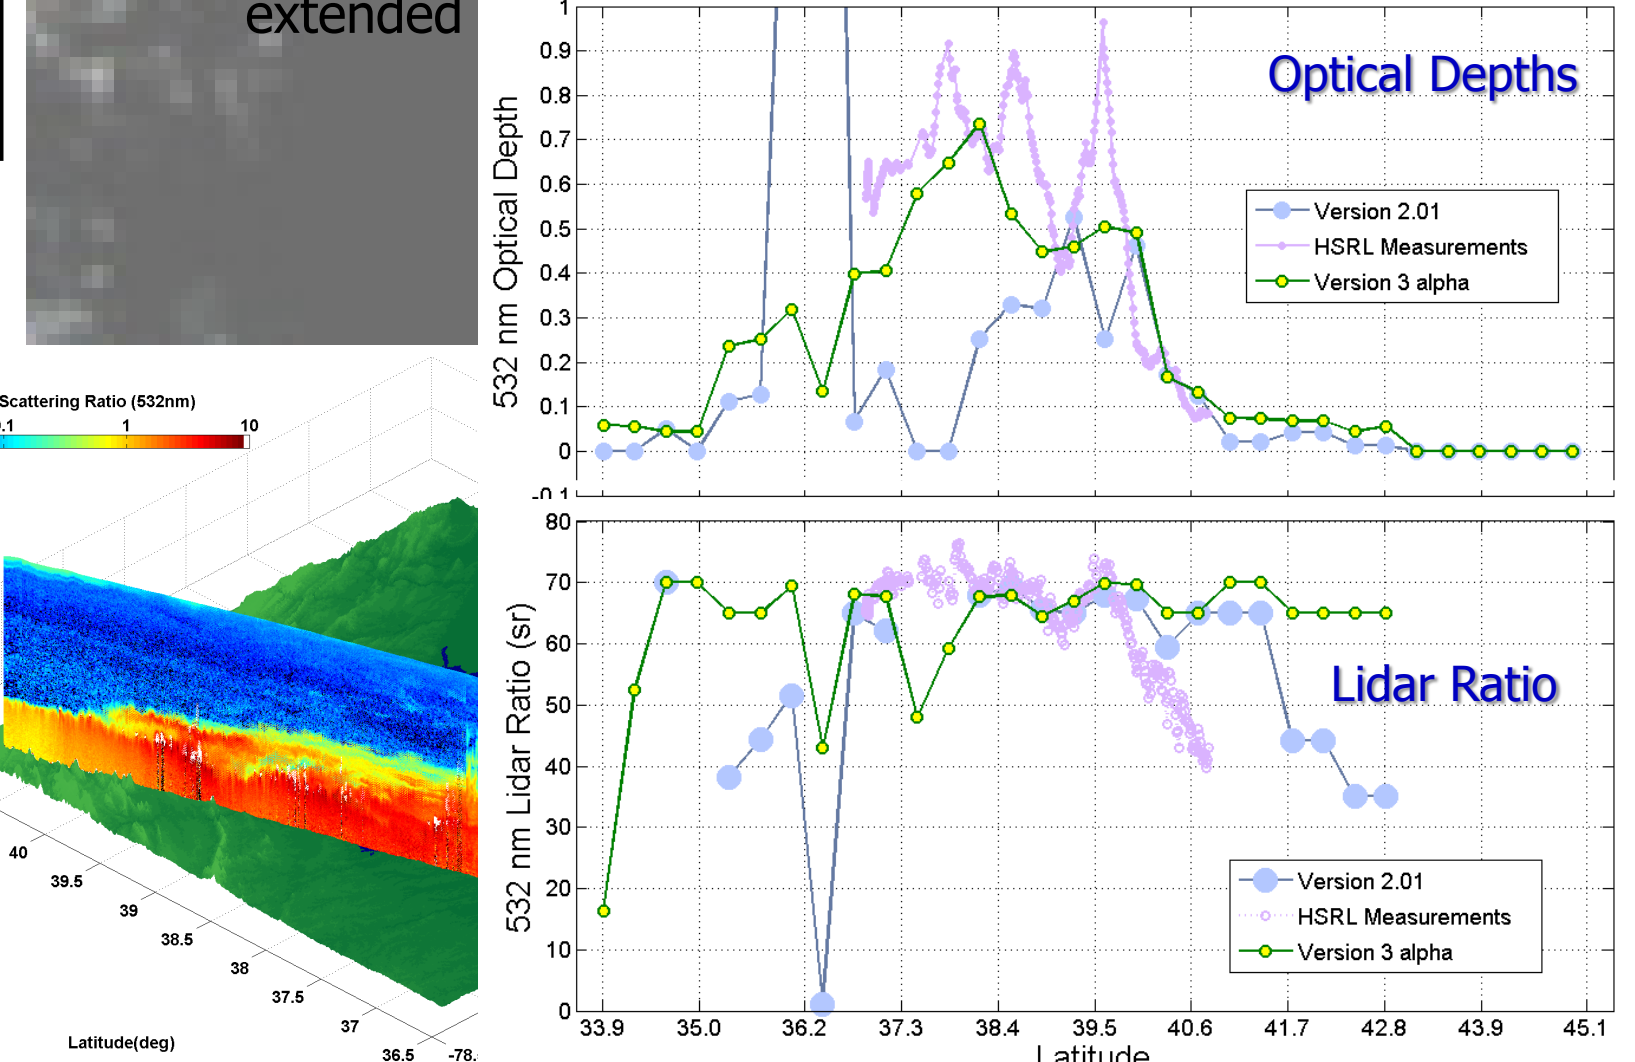 extended
Scattering Ratio (532nm)
0.1 1 10
40
39.5
39
38.5
38
37.5
37
36.5
-78.
Latitude(deg)
Optical Depths
532 nm Optical Depth
1
0.9
0.8
0.7
0.6
0.5
0.4
0.3
0.2
0.1
0
-0.1
Version 2.01
HSRL Measurements
Version 3 alpha
Lidar Ratio
532 nm Lidar Ratio (sr)
80
70
60
50
40
30
20
10
0
Version 2.01
HSRL Measurements
Version 3 alpha
33.9 35.0 36.2 37.3 38.4 39.5 40.6 41.7 42.8 43.9 45.1
Latitude